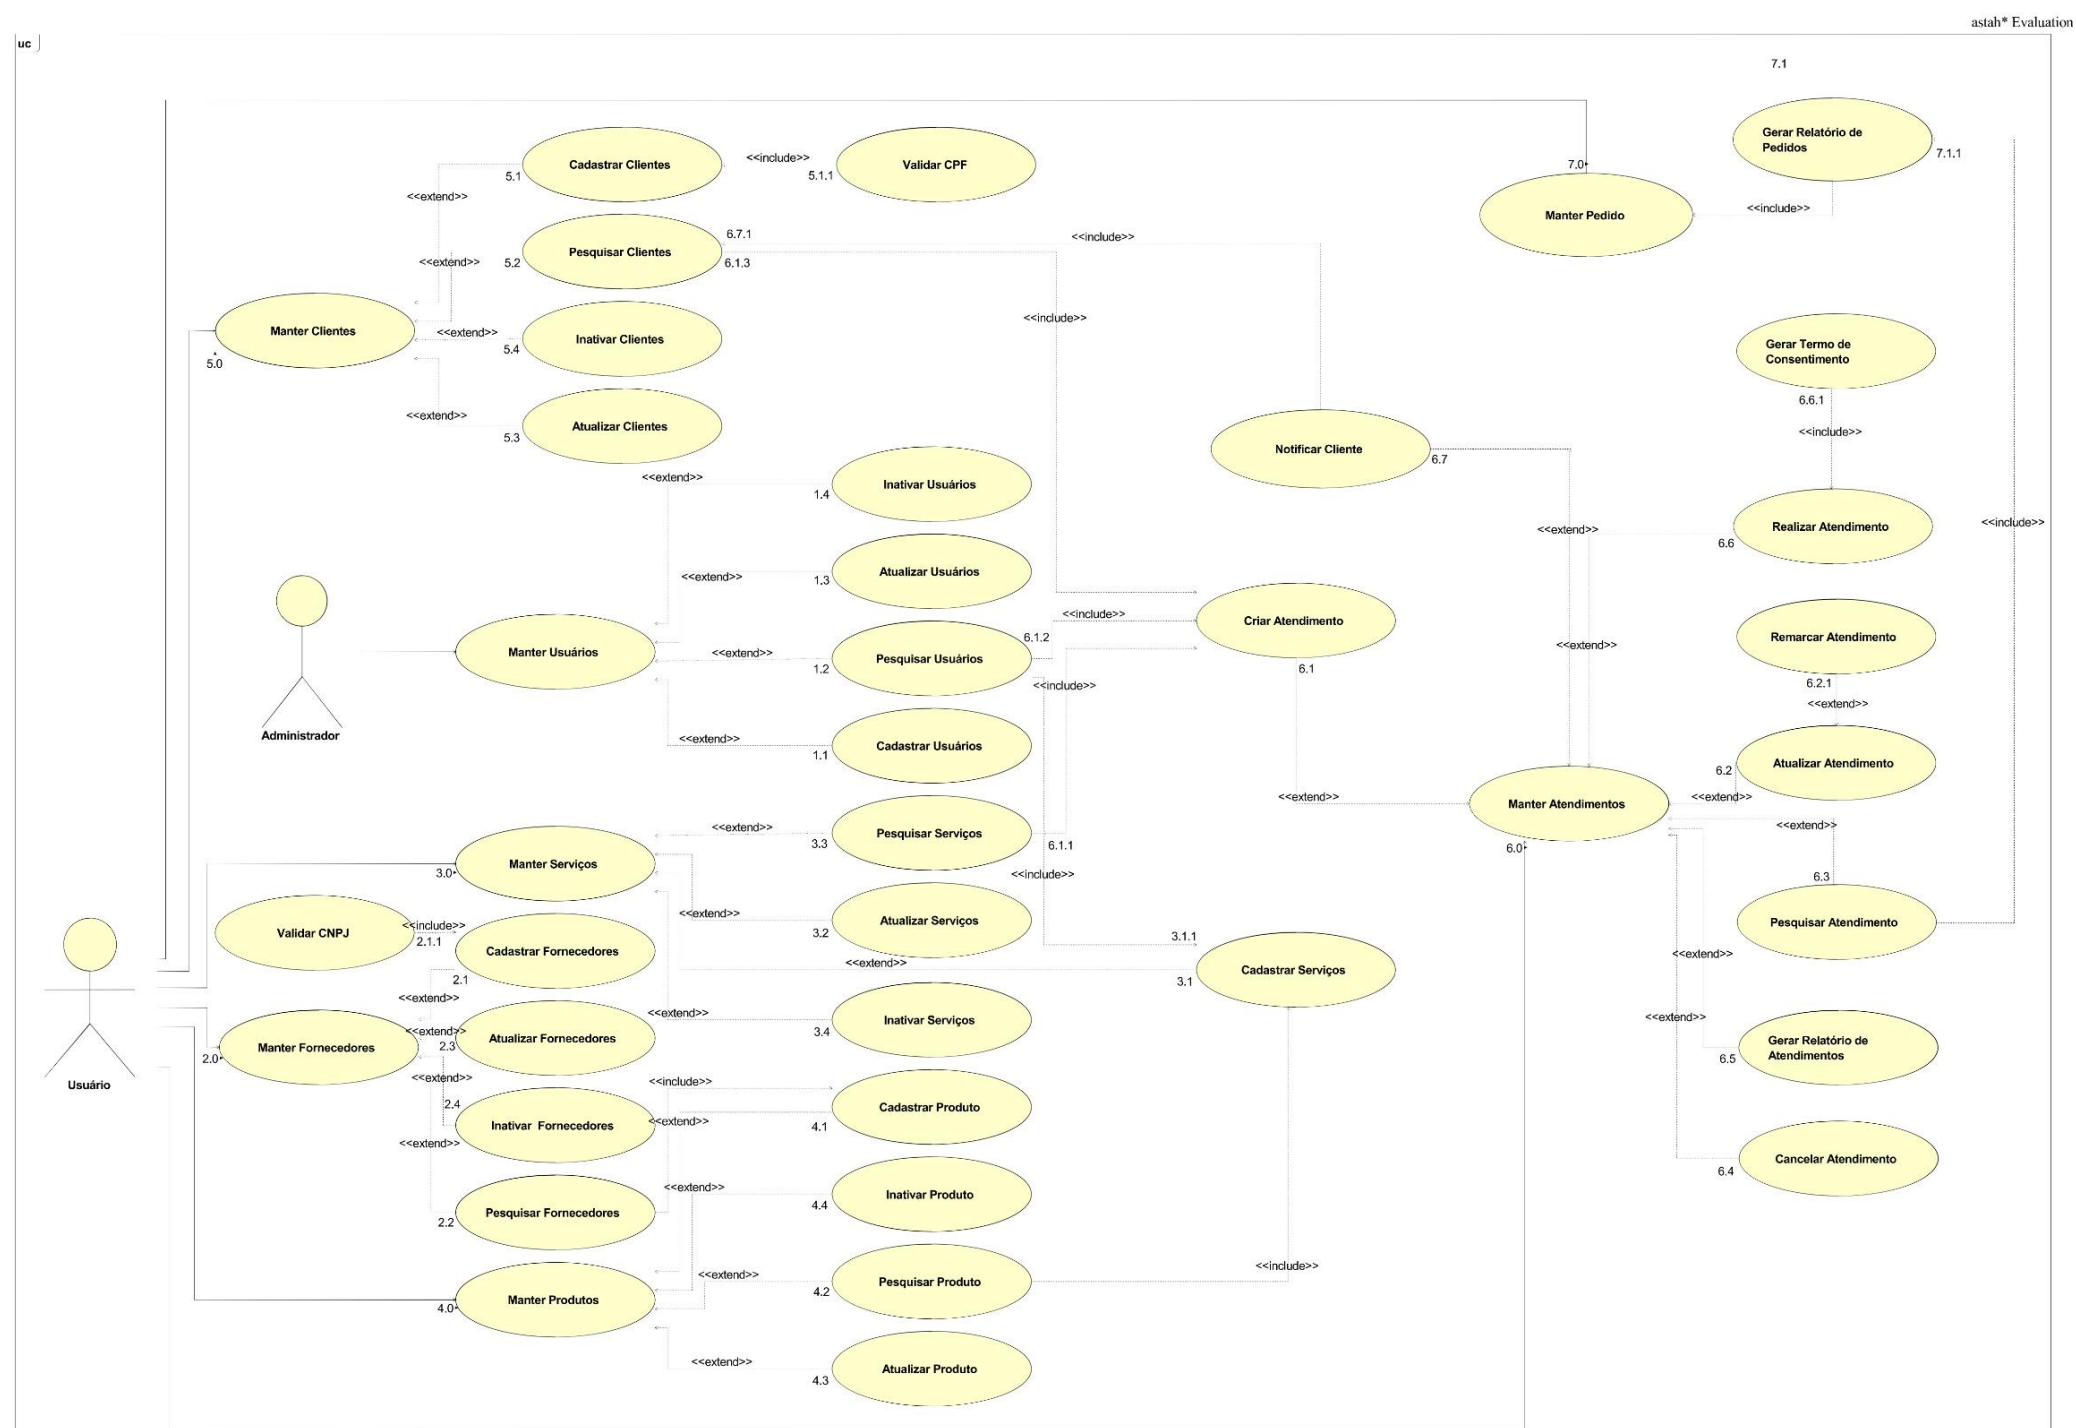 astah* Evaluation
uc
7.1
Gerar Relatório de
Pedidos
7.1.1
Cadastrar Clientes
<<include>>
Validar CPF
5.1
5.1.1
7.0
<<extend>>
Manter Pedido
<<include>>
Pesquisar Clientes
6.7.1
6.1.3
<<include>>
<<extend>>
5.2
Manter Clientes
<<extend>>
Inativar Clientes
<<include>>
5.4
5.0
Gerar Termo de
Consentimento
6.6.1
<<extend>>
Atualizar Clientes
5.3
<<include>>
Notificar Cliente
6.7
<<extend>>
Inativar Usuários
1.4
<<extend>>
Realizar Atendimento
6.6
<<include>>
<<extend>>
Atualizar Usuários
1.3
Manter Usuários
<<extend>>
Pesquisar Usuários
1.2
6.1.2
<<include>>
Criar Atendimento
6.1
<<extend>>
Remarcar Atendimento
6.2.1
<<include>>
<<extend>>
Administrador
<<extend>>
Cadastrar Usuários
1.1
6.2
Atualizar Atendimento
<<extend>>
Manter Atendimentos
<<extend>>
<<extend>>
6.0
6.3
Manter Serviços
3.0
<<extend>>
Pesquisar Serviços
3.3
6.1.1
<<include>>
<<extend>>
Atualizar Serviços
3.2
Pesquisar Atendimento
Validar CNPJ
<<include>>
2.1.1
Cadastrar Fornecedores
2.1
3.1.1
<<extend>>
Cadastrar Serviços
3.1
<<extend>>
<<extend>>
<<extend>>
Inativar Serviços
3.4
<<extend>>
Manter Fornecedores
2.0
<<extend>>
2.3
Atualizar Fornecedores
Gerar Relatório de
Atendimentos
6.5
Usuário
<<extend>>
2.4
Inativar Fornecedores
<<include>>
<<extend>>
Cadastrar Produto
4.1
<<extend>>
Cancelar Atendimento
6.4
Pesquisar Fornecedores
2.2
<<extend>>
Inativar Produto
4.4
<<include>>
<<extend>>
Pesquisar Produto
4.2
Manter Produtos
4.0
<<extend>>
Atualizar Produto
4.3